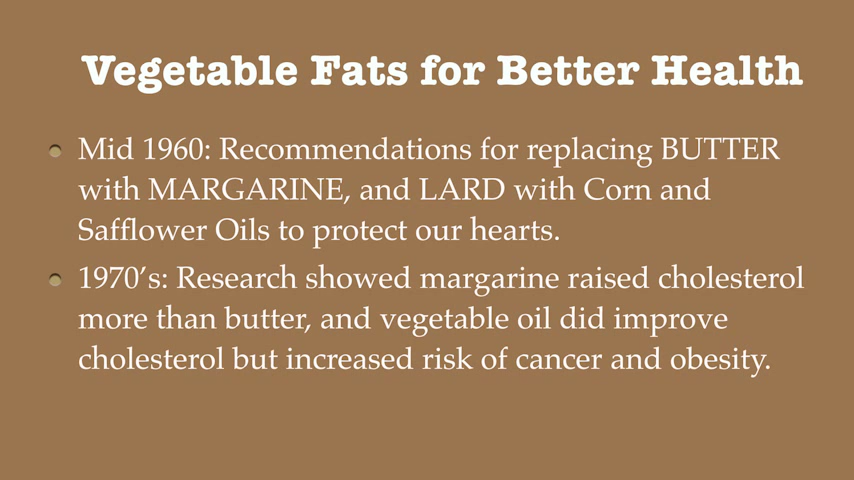 Vegetable Fats for Better Health
Mid 1960: Recommendations for replacing BUTTER
with MARGARINE, and LARD with Corn and
Safflower Oils to protect our hearts.
1970’s: Research showed margarine raised cholesterol
more than butter, and vegetable oil did improve
cholesterol but increased risk of cancer and obesity.